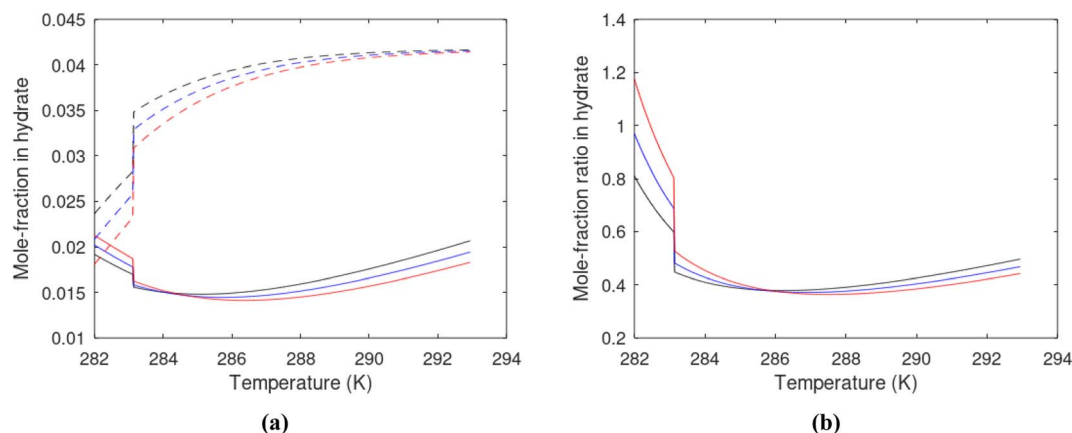 0.045
0.04
0.035
0.03
0.025
0.02
0.015
0.01
Mole-fraction in hydrate
282 284 286 288 290 292 294
Temperature (K)
(a)
1.4
1.2
1
0.8
0.6
0.4
0.2
Mole-fraction ratio in hydrate
282 284 286 288 290 292 294
Temperature (K)
(b)